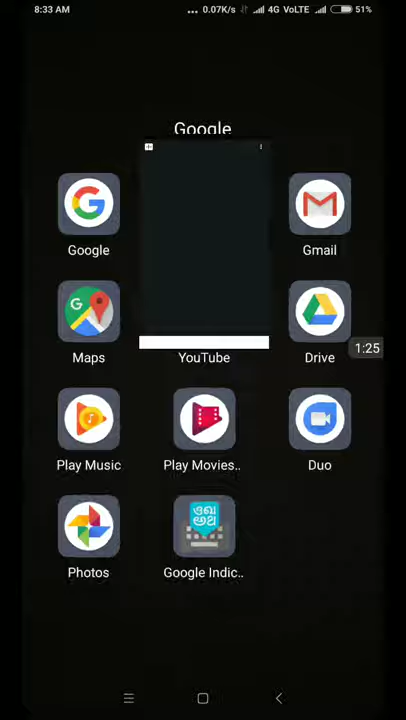 8:33 AM ... 0.07K/s 4G VoLTE 51%
Google
Google
Gmail
Maps
YouTube
Drive
1:25
Play Music
Play Movies..
Duo
Photos
Google Indic..